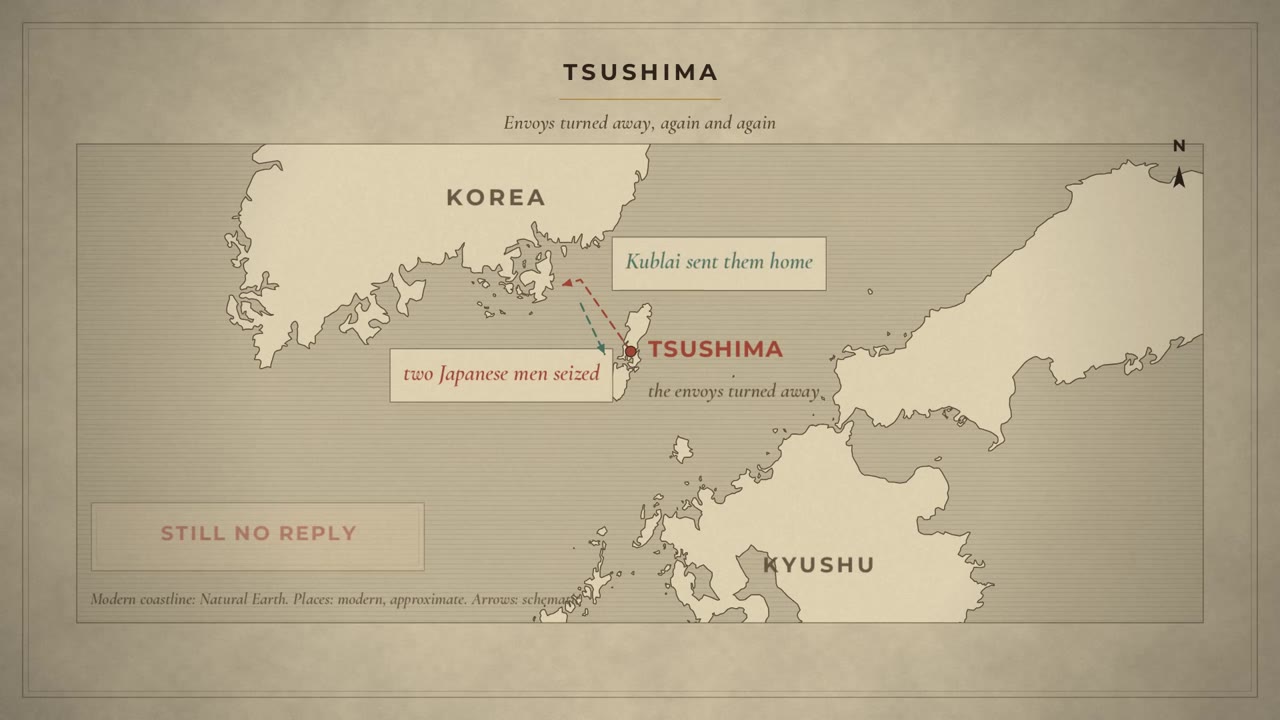 TSUSHIMA
Envoys turned away, again and again
N
KOREA
Kublai sent them home
TSUSHIMA
two Japanese men seized
the envoys turned away
STILL NO REPLY
KYUSHU
Modern coastline: Natural Earth. Places: modern, approximate. Arrows: